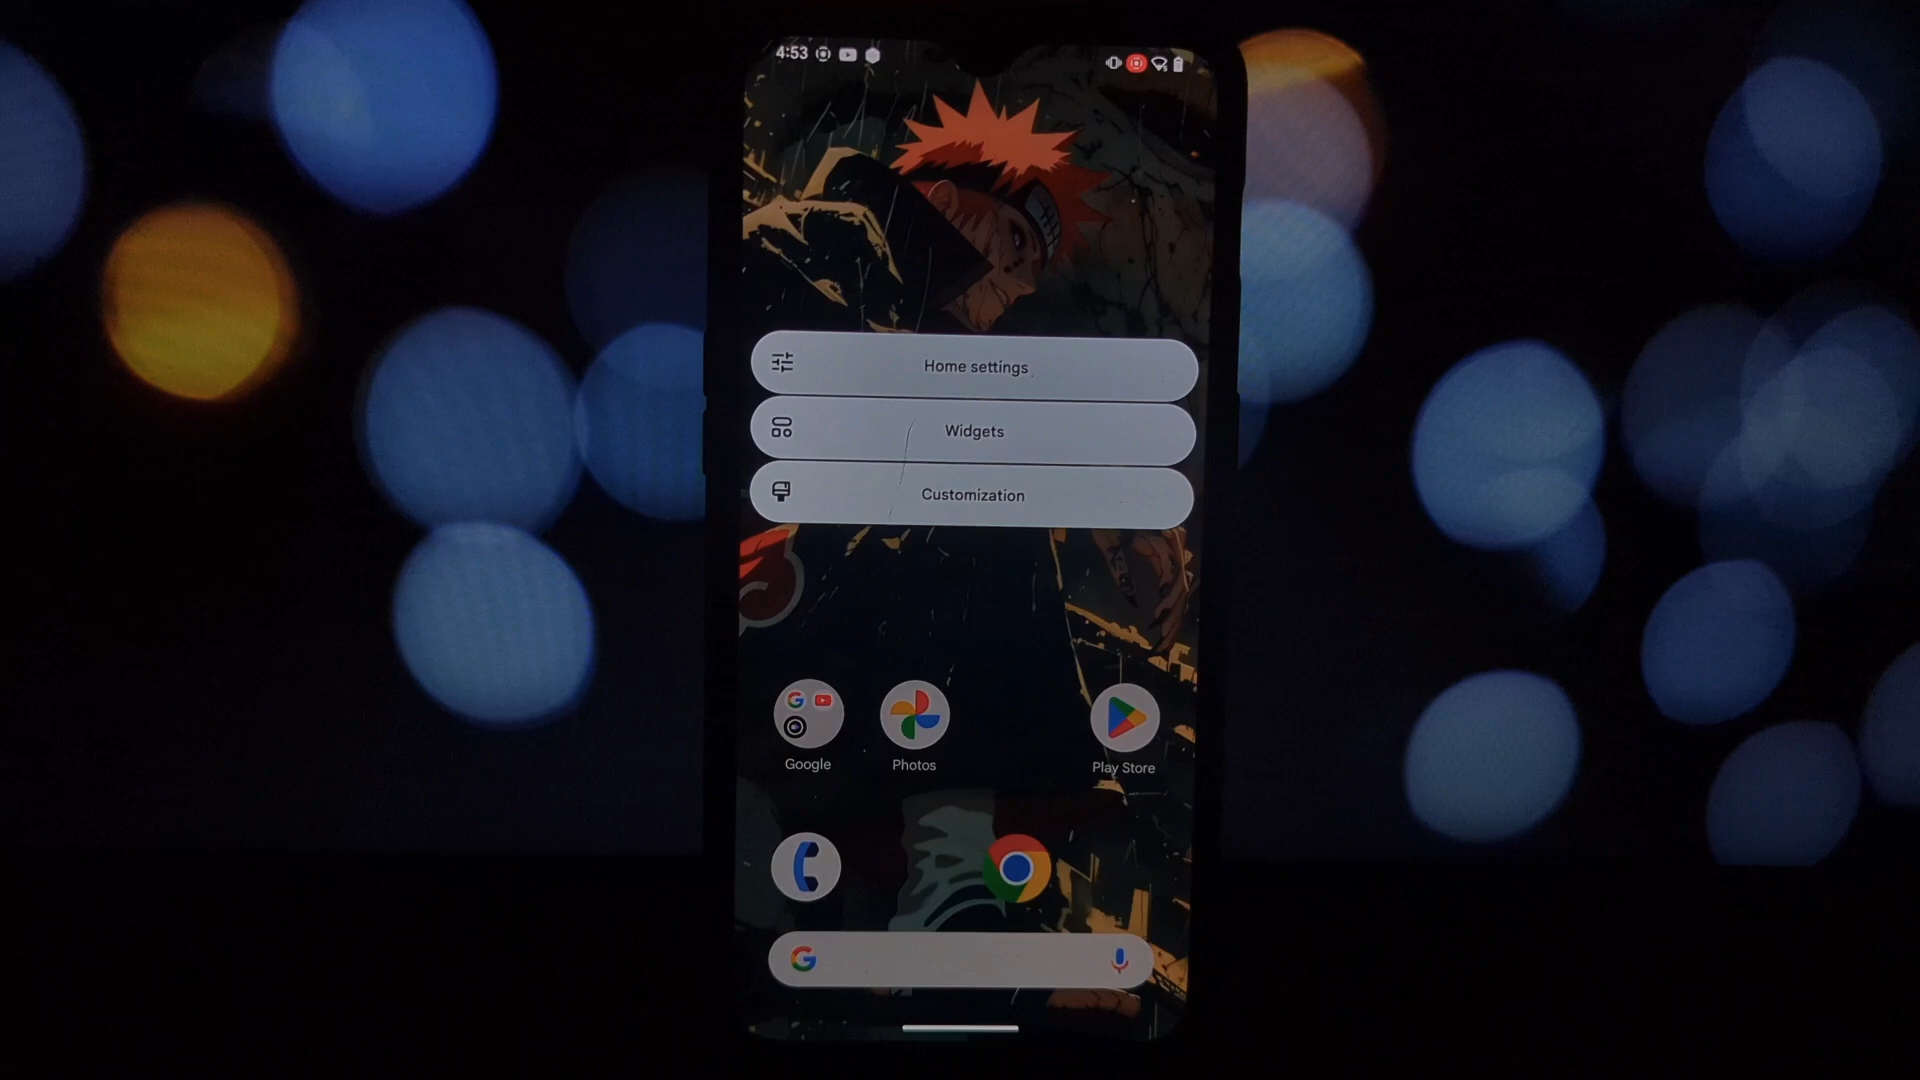 4:53
Home settings
Widgets
Customization
Google
Photos
Play Store